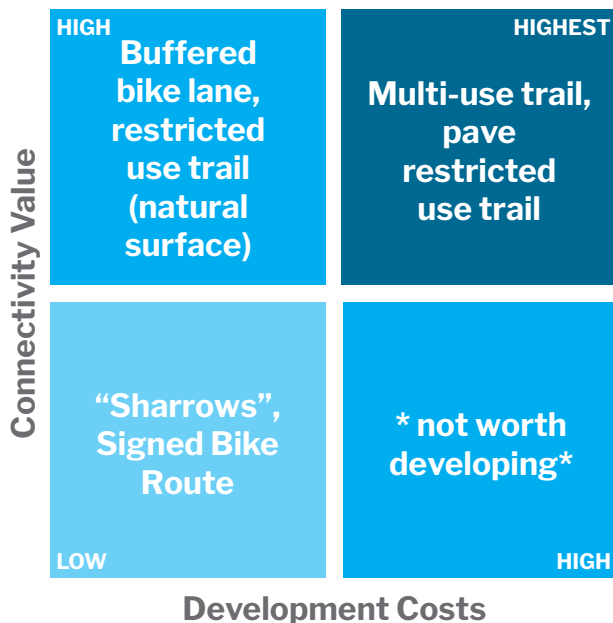 HIGH
Buffered
bike lane,
restricted
use trail
(natural
surface)
HIGHEST
Multi-use trail,
pave
restricted
use trail
Connectivity Value
“Sharrows”,
Signed Bike
Route
LOW
* not worth
developing*
HIGH
Development Costs